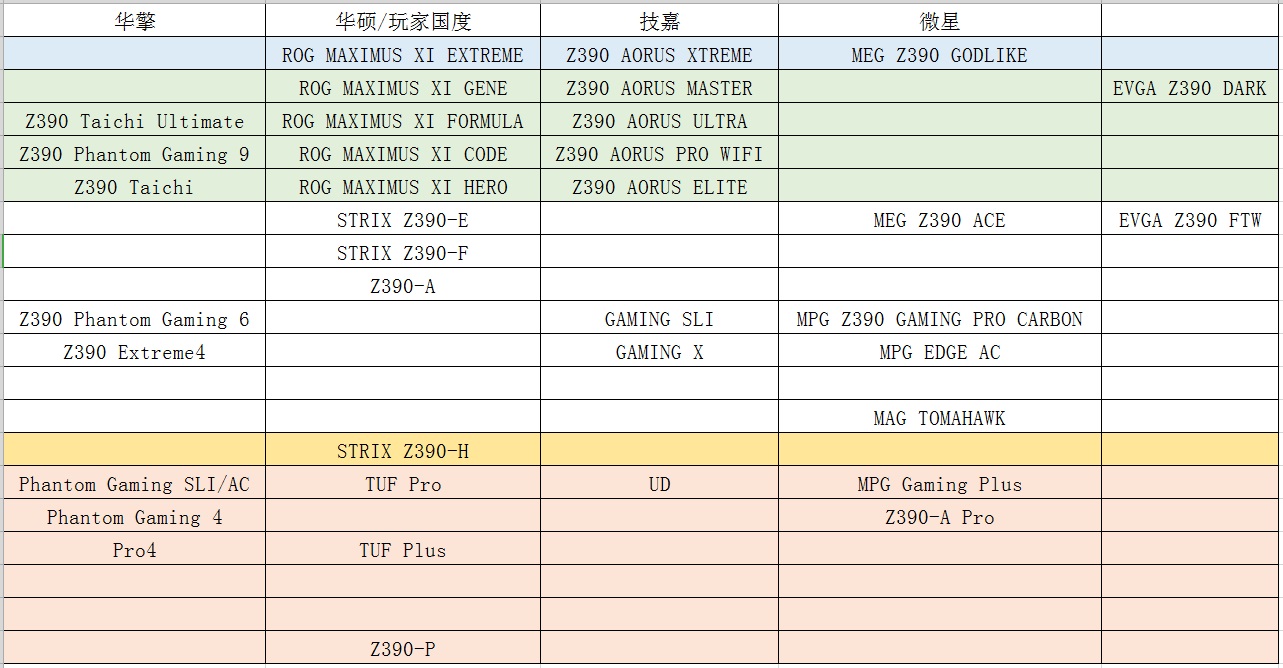 华擎 华硕/玩家国度 技嘉 微星
ROG MAXIMUS XI EXTREME Z390 AORUS XTREME MEG Z390 GODLIKE
ROG MAXIMUS XI GENE Z390 AORUS MASTER EVGA Z390 DARK
Z390 Taichi Ultimate ROG MAXIMUS XI FORMULA Z390 AORUS ULTRA
Z390 Phantom Gaming 9 ROG MAXIMUS XI CODE Z390 AORUS PRO WIFI
Z390 Taichi ROG MAXIMUS XI HERO Z390 AORUS ELITE
STRIX Z390-E MEG Z390 ACE EVGA Z390 FTW
STRIX Z390-F
Z390-A
Z390 Phantom Gaming 6 GAMING SLI MPG Z390 GAMING PRO CARBON
Z390 Extreme4 GAMING X MPG EDGE AC
MAG TOMAHAWK
STRIX Z390-H
Phantom Gaming SLI/AC TUF Pro UD MPG Gaming Plus
Phantom Gaming 4 Z390-A Pro
Pro4 TUF Plus
Z390-P